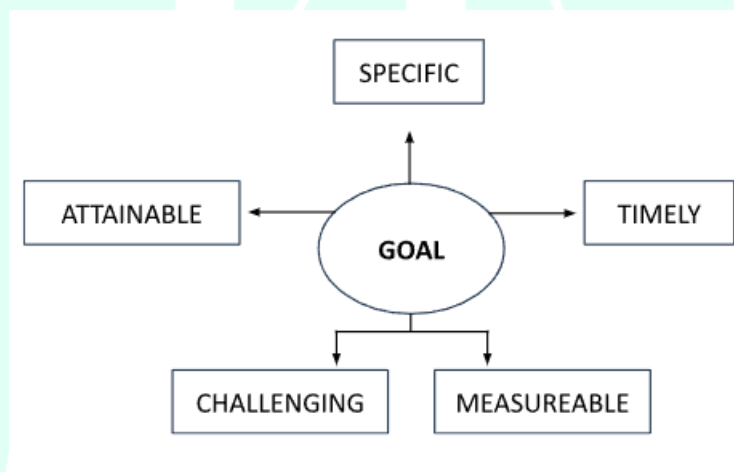 SPECIFIC
ATTAINABLE
TIMELY
GOAL
CHALLENGING
MEASUREABLE